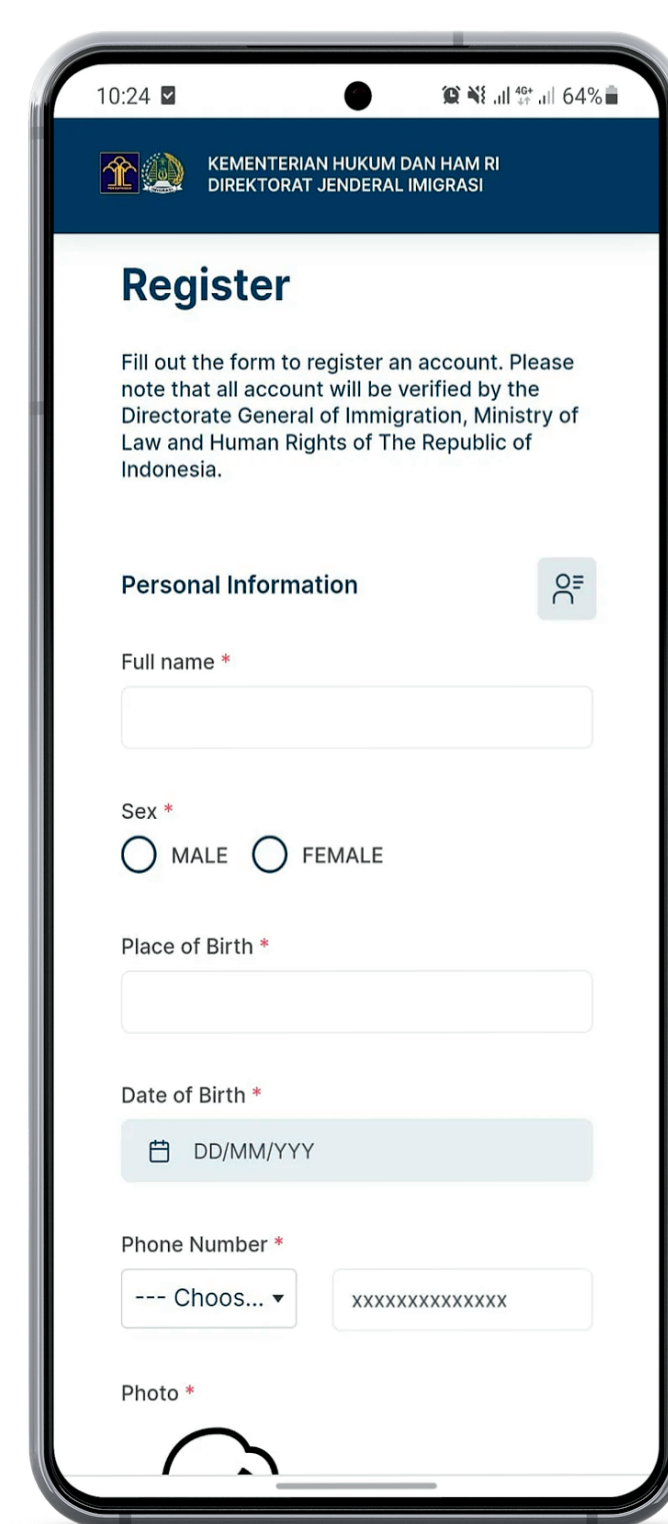 10:24
4G+ 64%
KEMENTERIAN HUKUM DAN HAM RI
DIREKTORAT JENDERAL IMIGRASI
Register
Fill out the form to register an account. Please
note that all account will be verified by the
Directorate General of Immigration, Ministry of
Law and Human Rights of The Republic of
Indonesia.
Personal Information
Full name *
Sex *
MALE FEMALE
Place of Birth *
Date of Birth *
DD/MM/YYY
Phone Number *
--- Choos... xxxxxxxxxxxxxx
Photo *